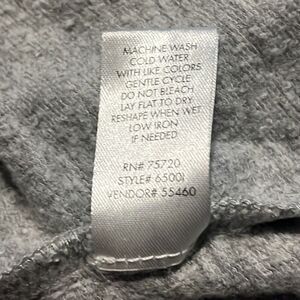 MACHINE WASH
COLD WATER
WITH LIKE COLORS
GENTLE CYCLE
DO NOT BLEACH
LAY FLAT TO DRY
RESHAPE WHEN WET
LOW IRON
IF NEEDED
RN# 75720
STYLE# 6500J
VENDOR# 55460